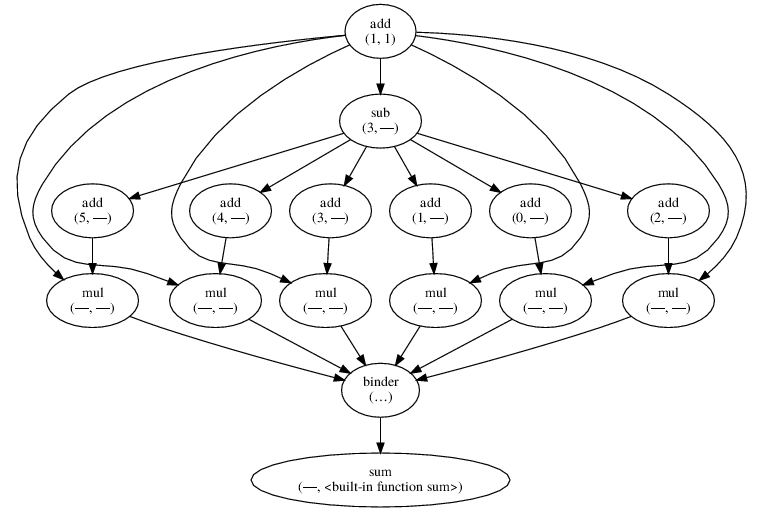 add
(1, 1)
sub
(3, —)
add
(5, —)
add
(4, —)
add
(3, —)
add
(1, —)
add
(0, —)
add
(2, —)
mul
(—, —)
mul
(—, —)
mul
(—, —)
mul
(—, —)
mul
(—, —)
mul
(—, —)
binder
(…)
sum
(—, <built-in function sum>)